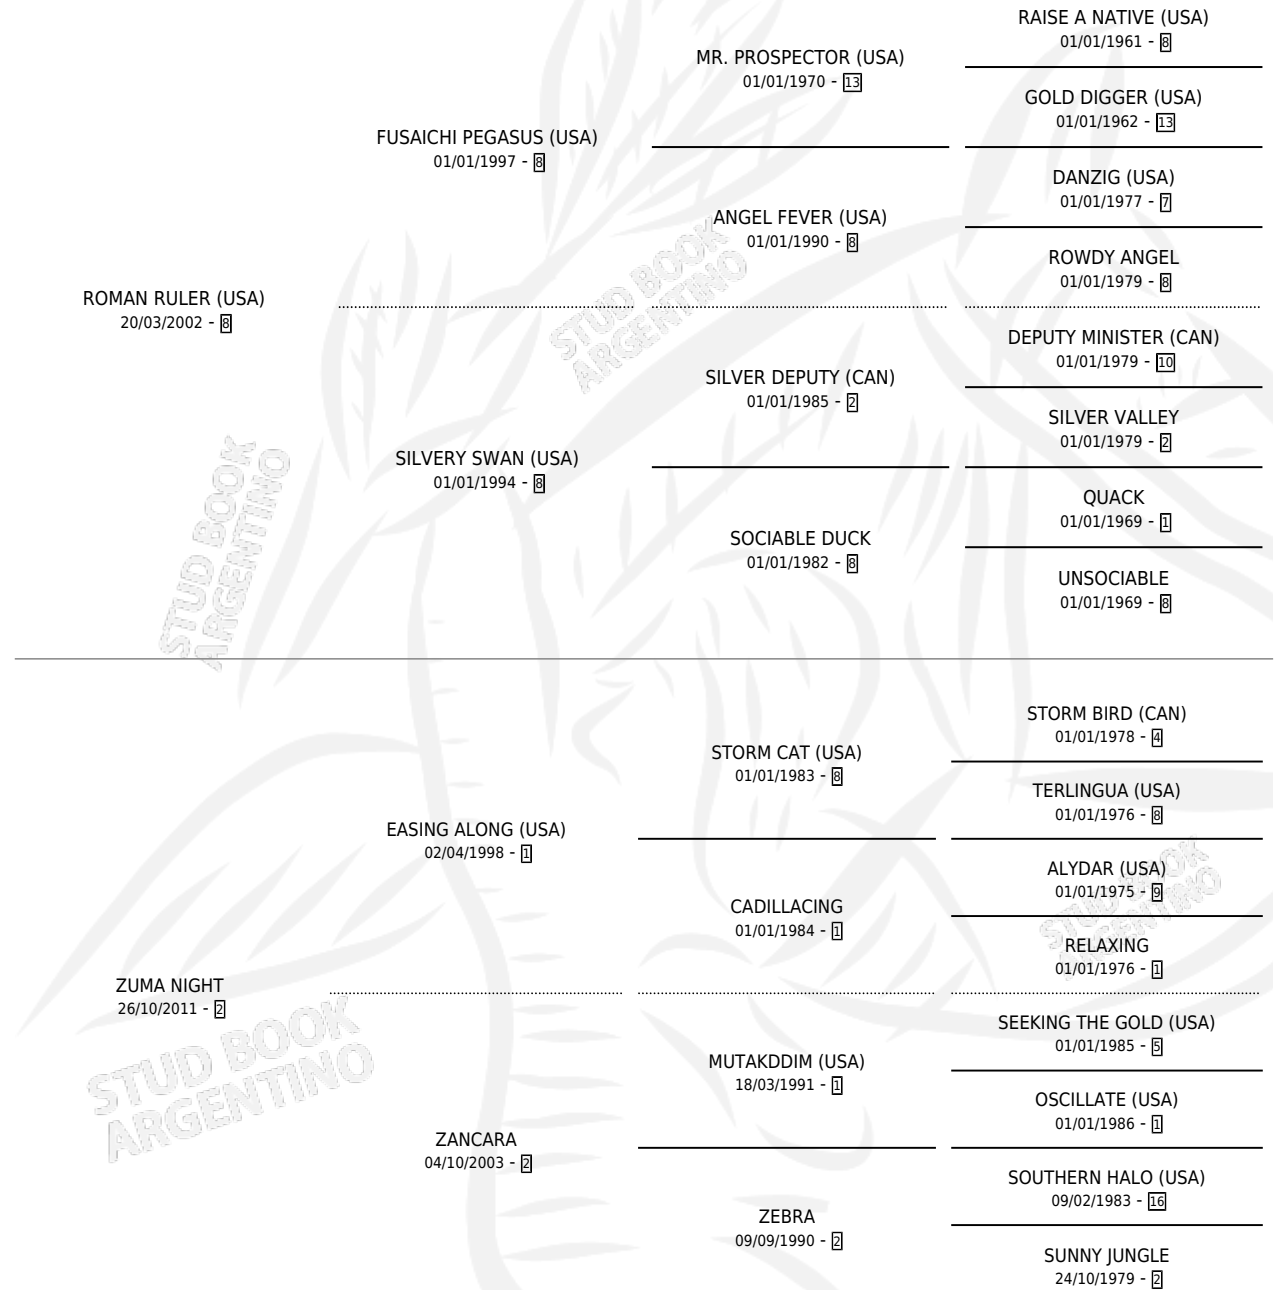 RAISE A NATIVE (USA)
01/01/1961 - 8
MR. PROSPECTOR (USA)
01/01/1970 - 13
GOLD DIGGER (USA)
01/01/1962 - 13
FUSAICHI PEGASUS (USA)
01/01/1997 - 8
DANZIG (USA)
01/01/1977 - 7
ANGEL FEVER (USA)
01/01/1990 - 8
ROWDY ANGEL
01/01/1979 - 8
ROMAN RULER (USA)
20/03/2002 - 8
STUD BOOK
ARGENTINO
DEPUTY MINISTER (CAN)
01/01/1979 - 10
SILVER DEPUTY (CAN)
01/01/1985 - 2
SILVER VALLEY
01/01/1979 - 2
SILVERY SWAN (USA)
01/01/1994 - 8
QUACK
01/01/1969 - 1
SOCIABLE DUCK
01/01/1982 - 8
UNSOCIABLE
01/01/1969 - 8
STUD BOOK
ARGENTINO
STORM BIRD (CAN)
01/01/1978 - 4
STORM CAT (USA)
01/01/1983 - 8
TERLINGUA (USA)
01/01/1976 - 8
EASING ALONG (USA)
02/04/1998 - 1
ALYDAR (USA)
01/01/1975 - 9
CADILLACING
01/01/1984 - 1
STUD BOOK
ARGENTINO
RELAXING
01/01/1976 - 1
ZUMA NIGHT
26/10/2011 - 2
STUD BOOK
ARGENTINO
SEEKING THE GOLD (USA)
01/01/1985 - 5
MUTAKDDIM (USA)
18/03/1991 - 1
OSCILLATE (USA)
01/01/1986 - 1
ZANCARA
04/10/2003 - 2
SOUTHERN HALO (USA)
09/02/1983 - 16
ZEBRA
09/09/1990 - 2
SUNNY JUNGLE
24/10/1979 - 2